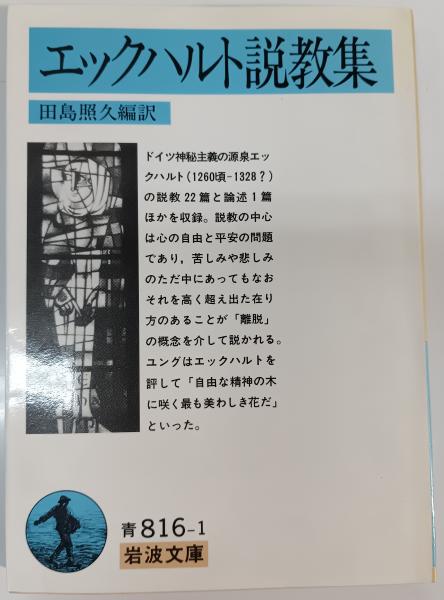 エックハルト説教集
田島照久編訳
ドイツ神秘主義の源泉エッ
クハルト(1260頃-1328?)
の説教22篇と論述1篇
ほかを収録。説教の中心
は心の自由と平安の問題
であり，苦しみや悲しみ
のただ中にあってもなお
それを高く超え出た在り
方のあることが「離脱」
の概念を介して説かれる。
ユングはエックハルトを
評して「自由な精神の木
に咲く最も美わしき花だ」
といった。
青816-1
岩波文庫